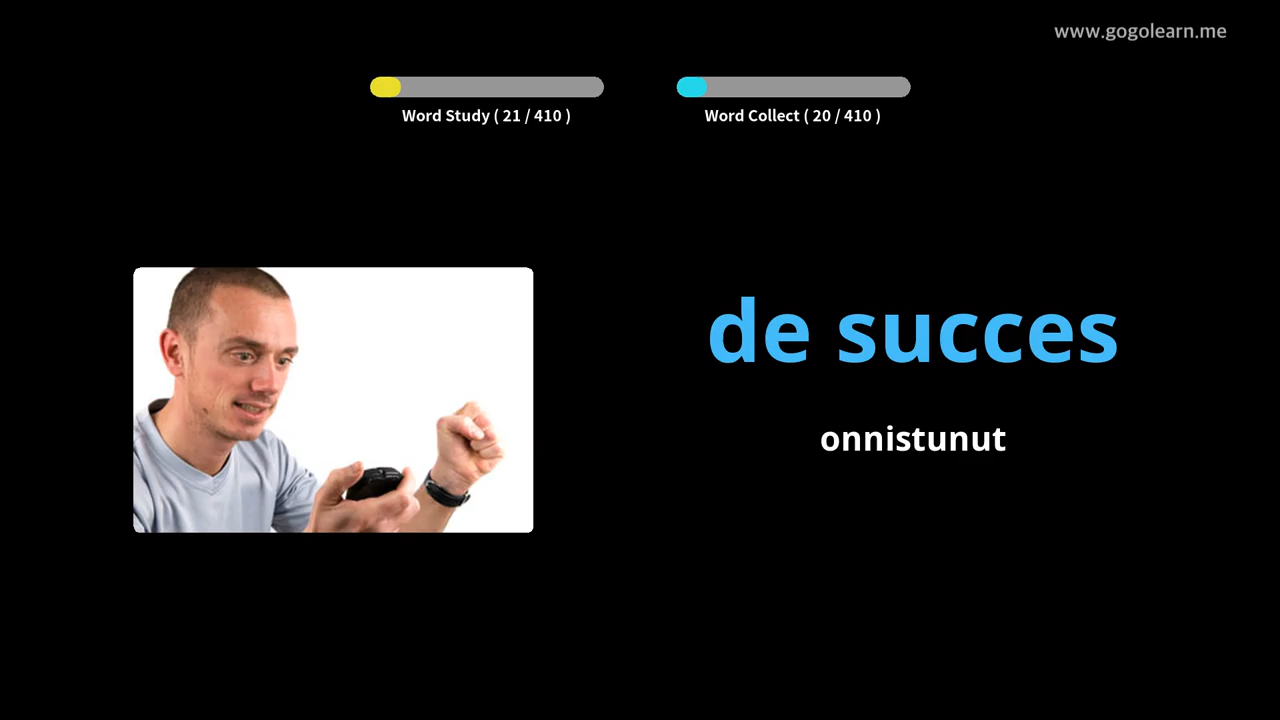 www.gogolearn.me
Word Study ( 21 / 410 )
Word Collect ( 20 / 410 )
de succes
onnistunut